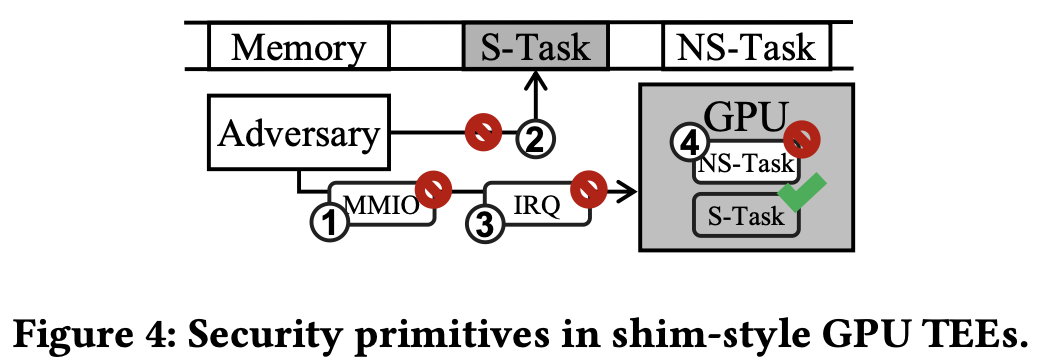 Memory
S-Task
NS-Task
Adversary
2
GPU
4
NS-Task
MMIO
1
IRQ
3
S-Task
Figure 4: Security primitives in shim-style GPU TEEs.